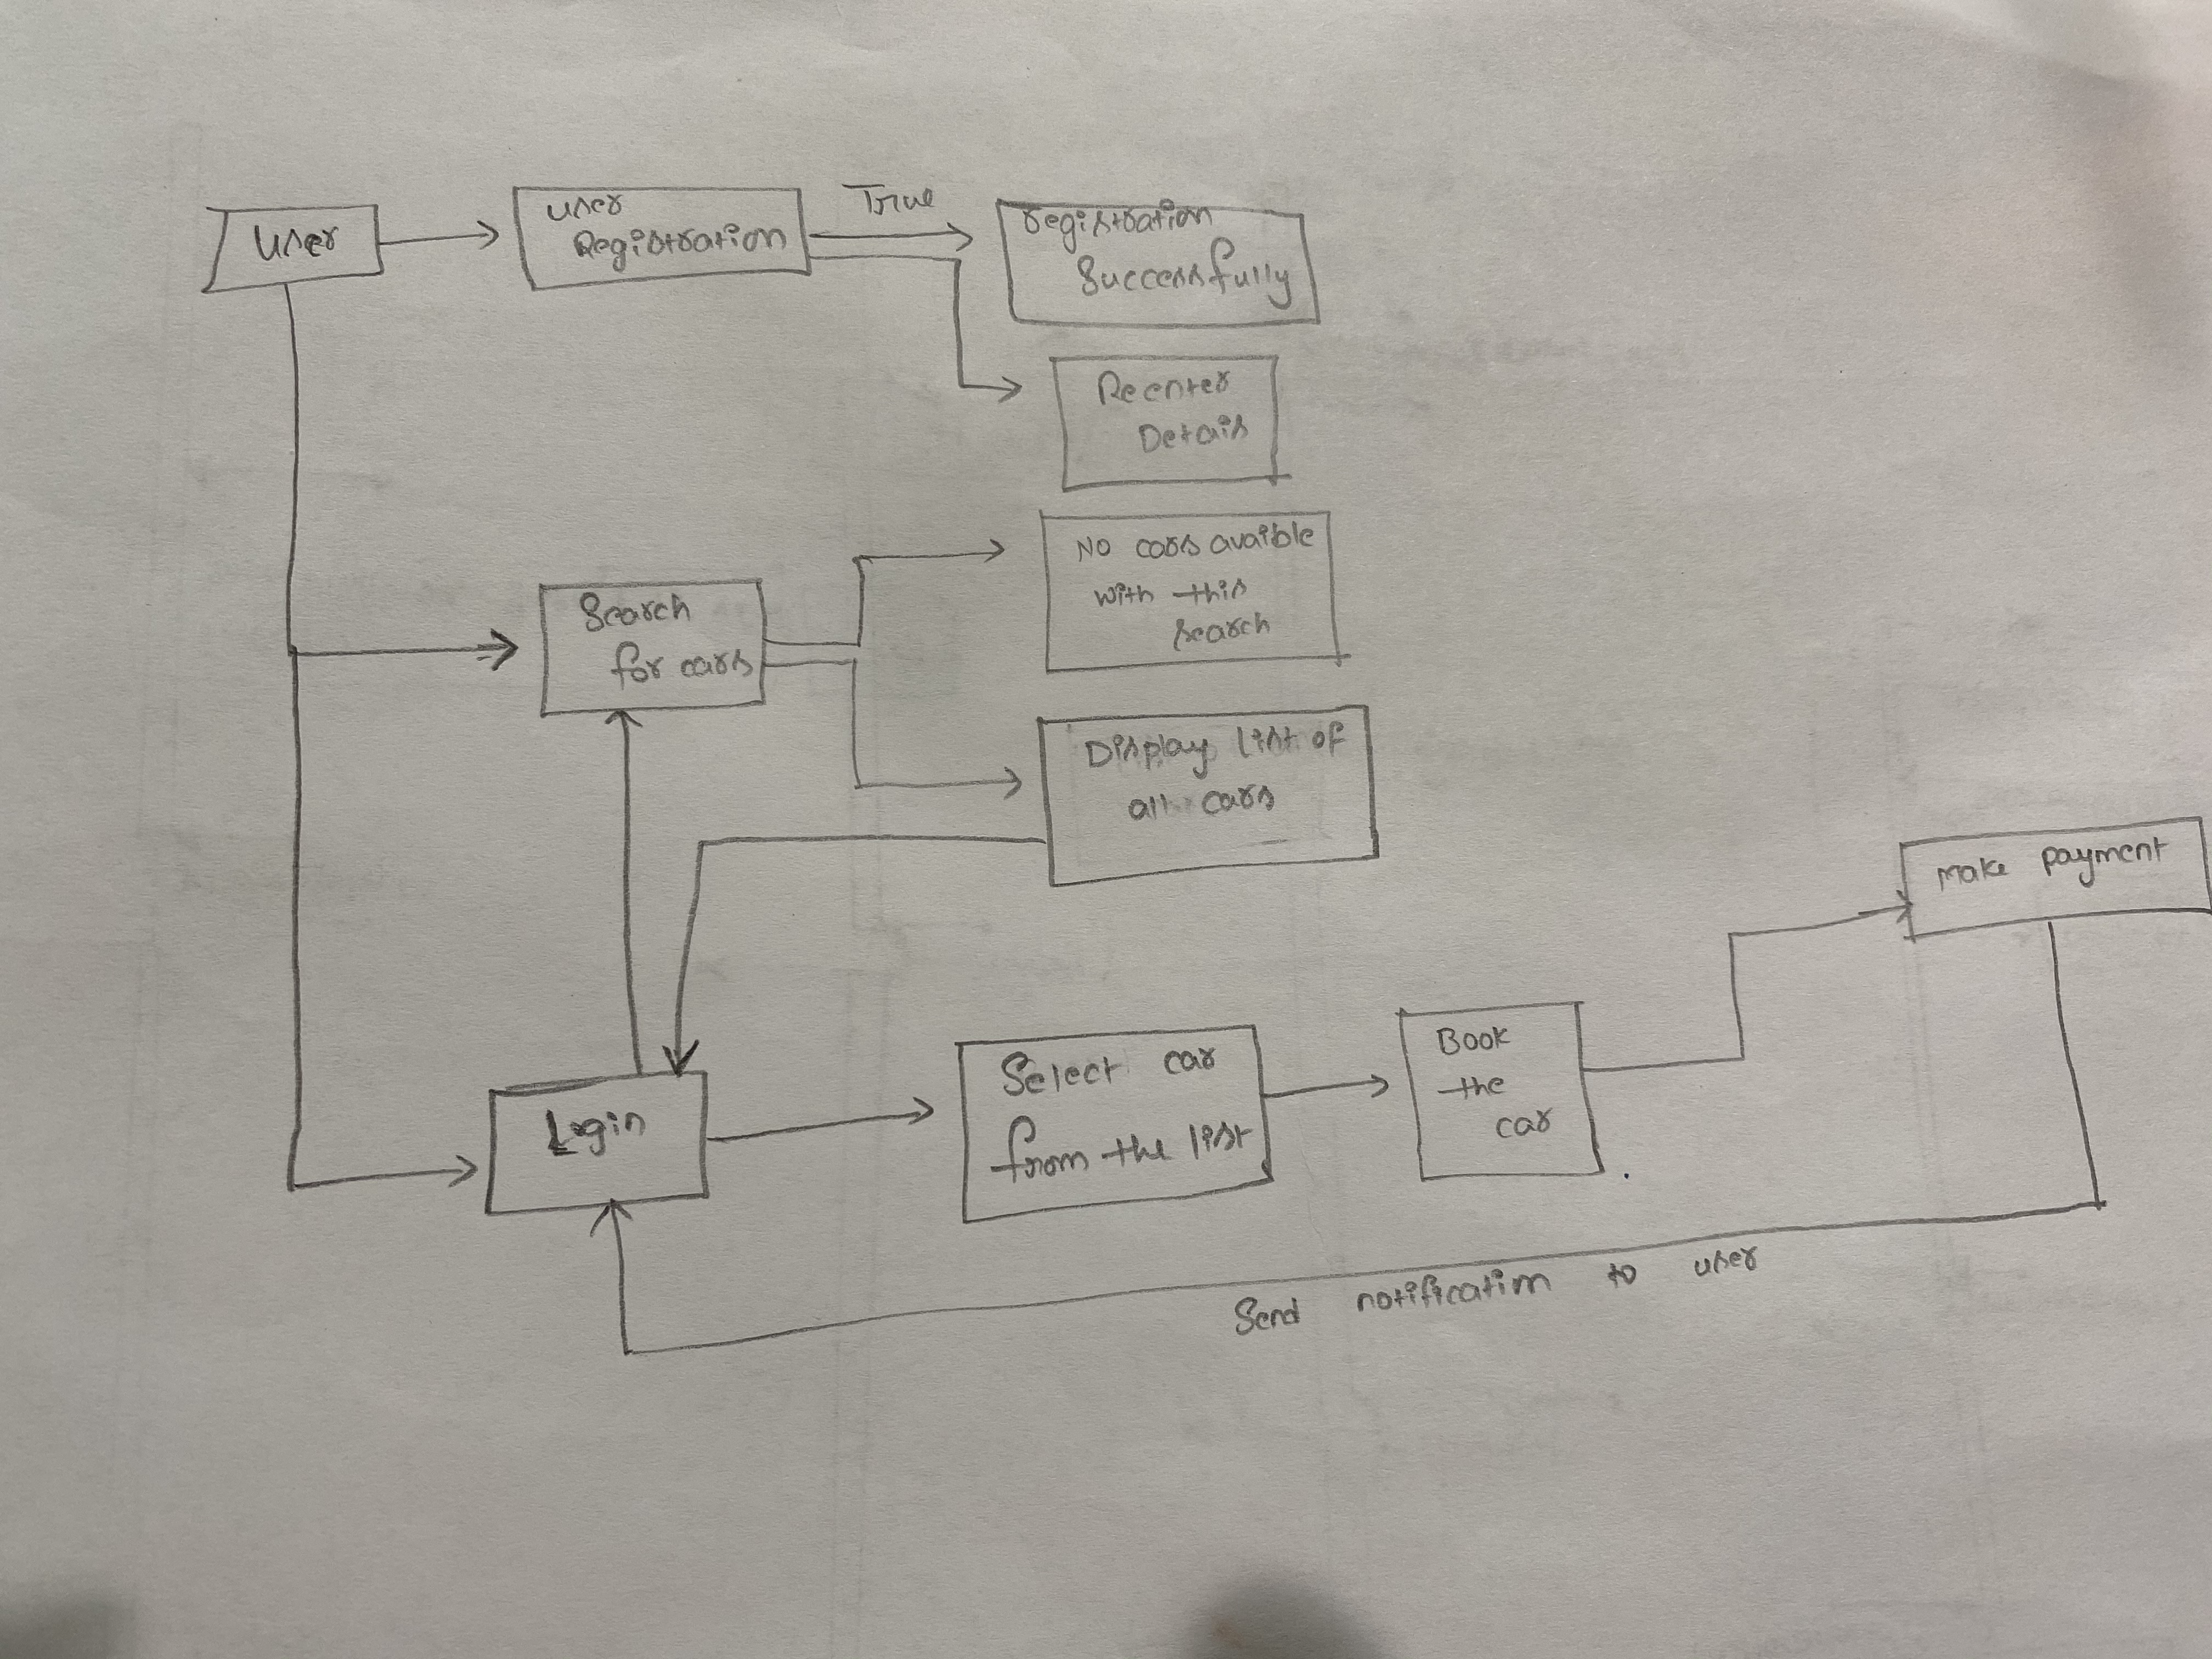 User
User
Registration
True
registration
Successfully
Reenter
Detais
No cars avaible
with this
search
Search
for cars
Display list of
all cars
Make payment
Login
Select car
from the list
Book
the
car
Send notification to user